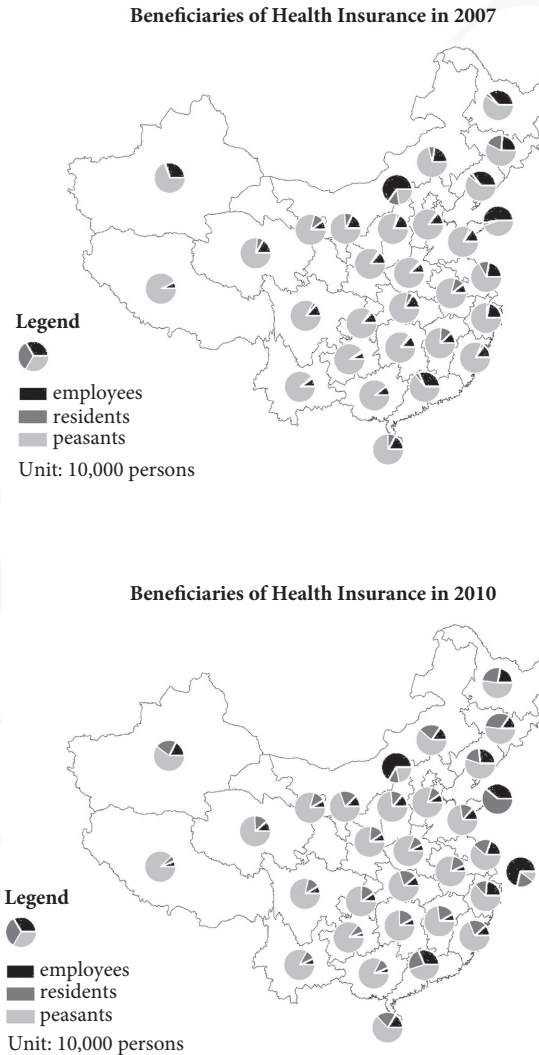 Beneficiaries of Health Insurance in 2007
Legend
employees
residents
peasants
Unit: 10,000 persons
Beneficiaries of Health Insurance in 2010
Legend
employees
residents
peasants
Unit: 10,000 persons